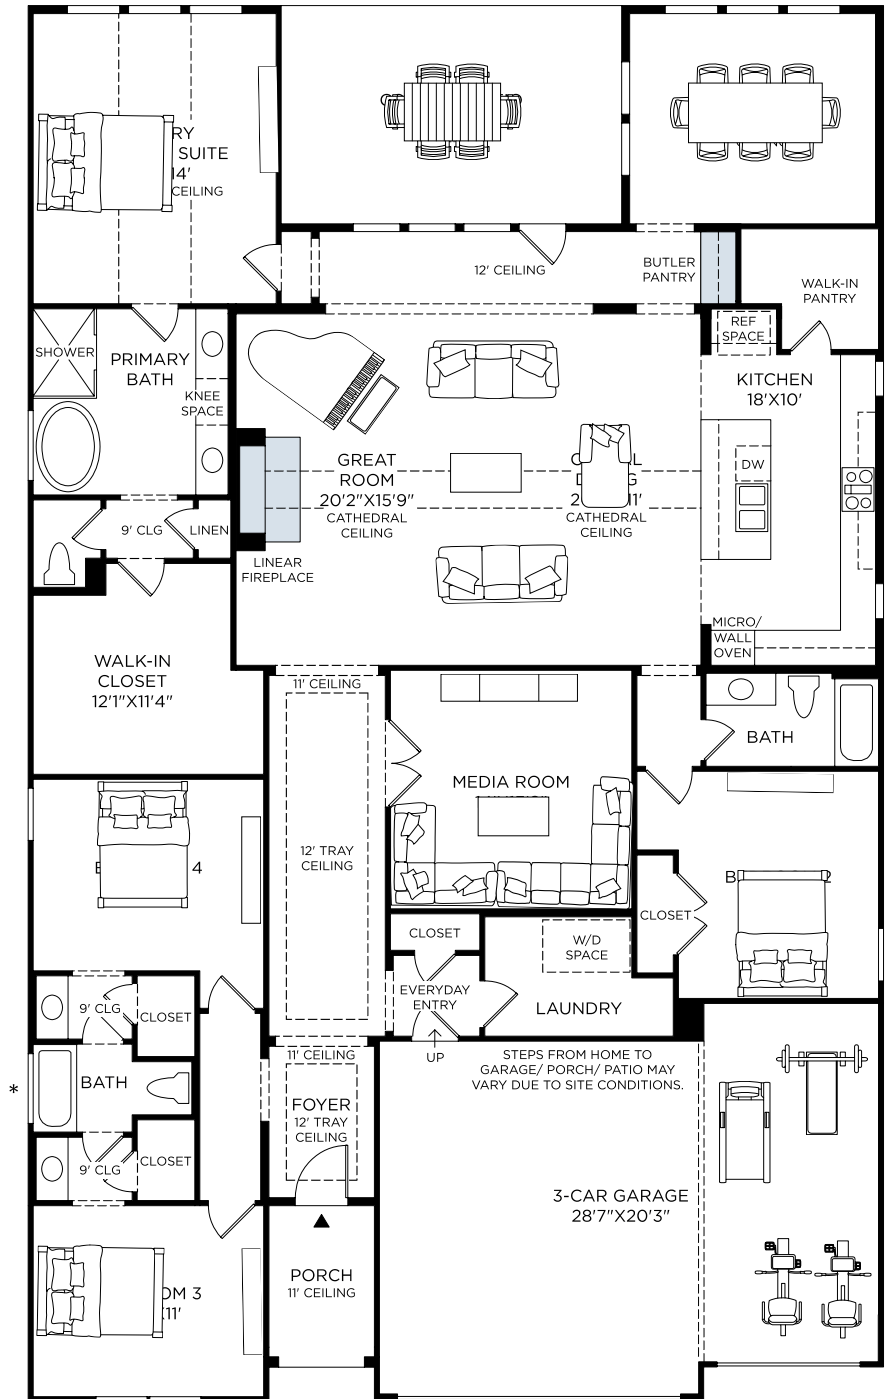 RY
SUITE
14'
CEILING
12' CEILING
BUTLER
PANTRY
WALK-IN
PANTRY
SHOWER
PRIMARY
BATH
KNEE
SPACE
REF
SPACE
KITCHEN
18'X10'
DW
GREAT
ROOM
20'2"X15'9"
CATHEDRAL
CEILING
CATHEDRAL
CEILING
9' CLG
LINEN
LINEAR
FIREPLACE
MICRO/
WALL
OVEN
WALK-IN
CLOSET
12'1"X11'4"
11' CEILING
BATH
MEDIA ROOM
12' TRAY
CEILING
4
CLOSET
CLOSET
W/D
SPACE
EVERYDAY
ENTRY
LAUNDRY
UP
9' CLG
CLOSET
11' CEILING
STEPS FROM HOME TO
GARAGE/ PORCH/ PATIO MAY
VARY DUE TO SITE CONDITIONS.
*
BATH
FOYER
12' TRAY
CEILING
9' CLG
CLOSET
3-CAR GARAGE
28'7"X20'3"
PORCH
11' CEILING
OM 3
X11'